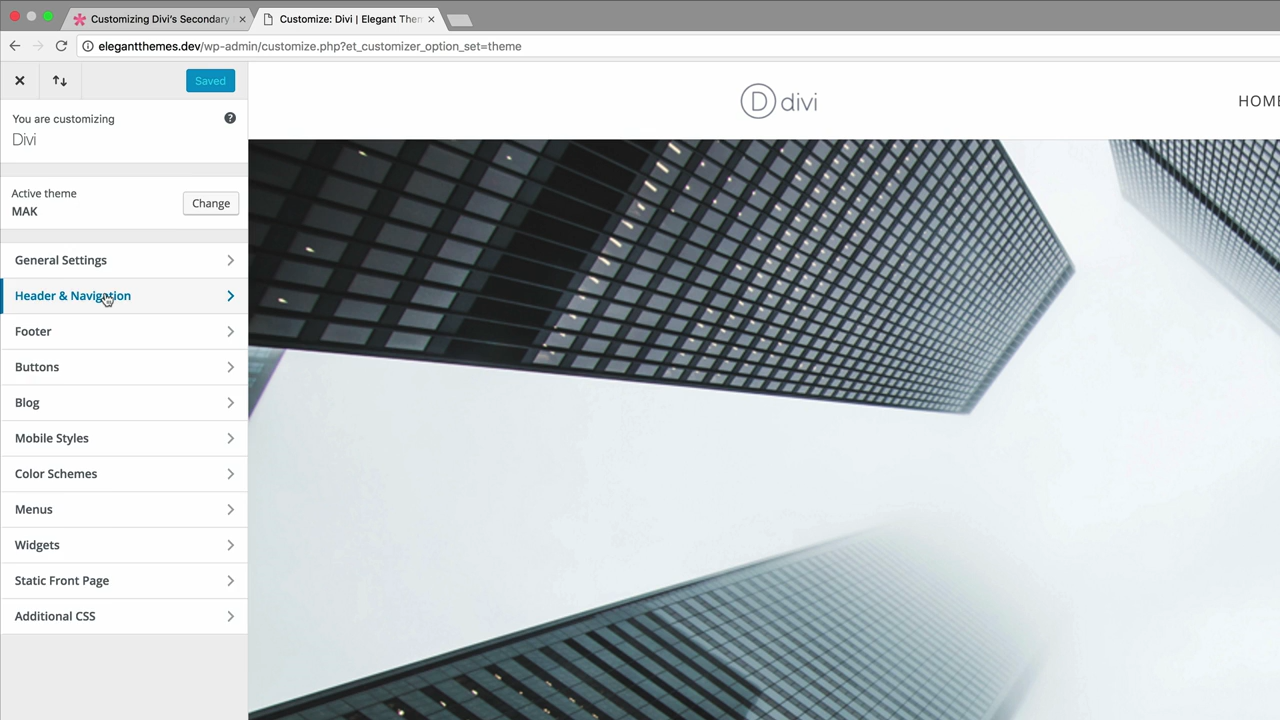 Customizing Divi's Secondary
Customize: Divi | Elegant Then
elegantthemes.dev/wp-admin/customize.php?et_customizer_option_set=theme
Saved
You are customizing
Divi
Active theme
MAK
Change
General Settings
Header & Navigation
Footer
Buttons
Blog
Mobile Styles
Color Schemes
Menus
Widgets
Static Front Page
Additional CSS
D divi
HOME